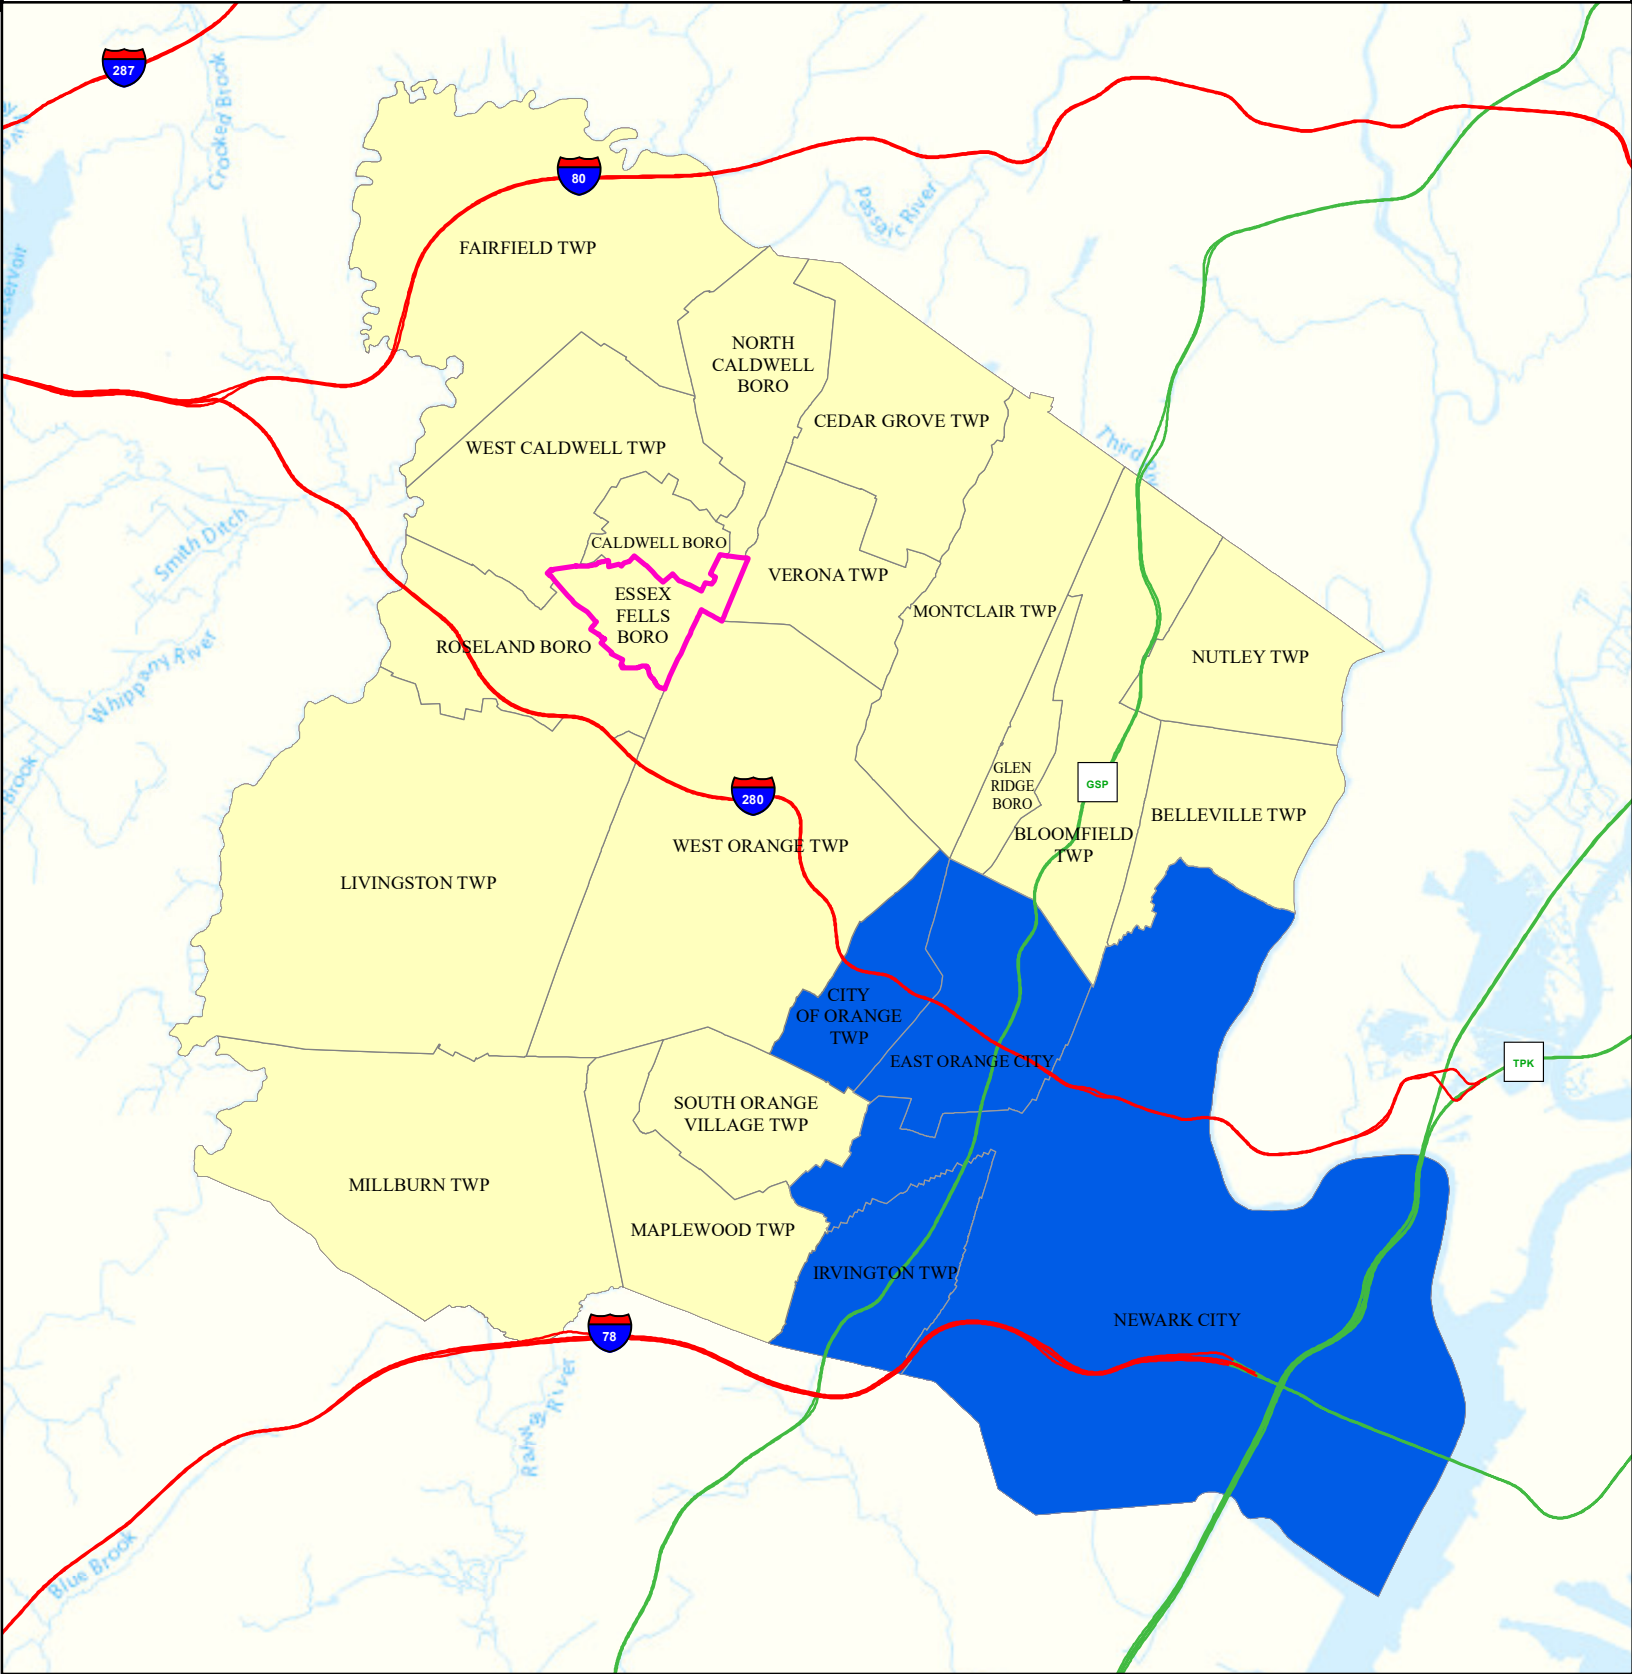 287
Crooked Brook
80
Passaic River
FAIRFIELD TWP
NORTH
CALDWELL
BORO
CEDAR GROVE TWP
WEST CALDWELL TWP
Third Riv
Smith Ditch
CALDWELL BORO
VERONA TWP
ESSEX
FELLS
BORO
MONTCLAIR TWP
ROSELAND BORO
NUTLEY TWP
Whippany River
Brook
GLEN
RIDGE
BORO
GSP
280
BELLEVILLE TWP
BLOOMFIELD
TWP
WEST ORANGE TWP
LIVINGSTON TWP
CITY
OF ORANGE
TWP
EAST ORANGE CITY
TPK
SOUTH ORANGE
VILLAGE TWP
MILLBURN TWP
MAPLEWOOD TWP
IRVINGTON TWP
NEWARK CITY
78
River
Blue Brook